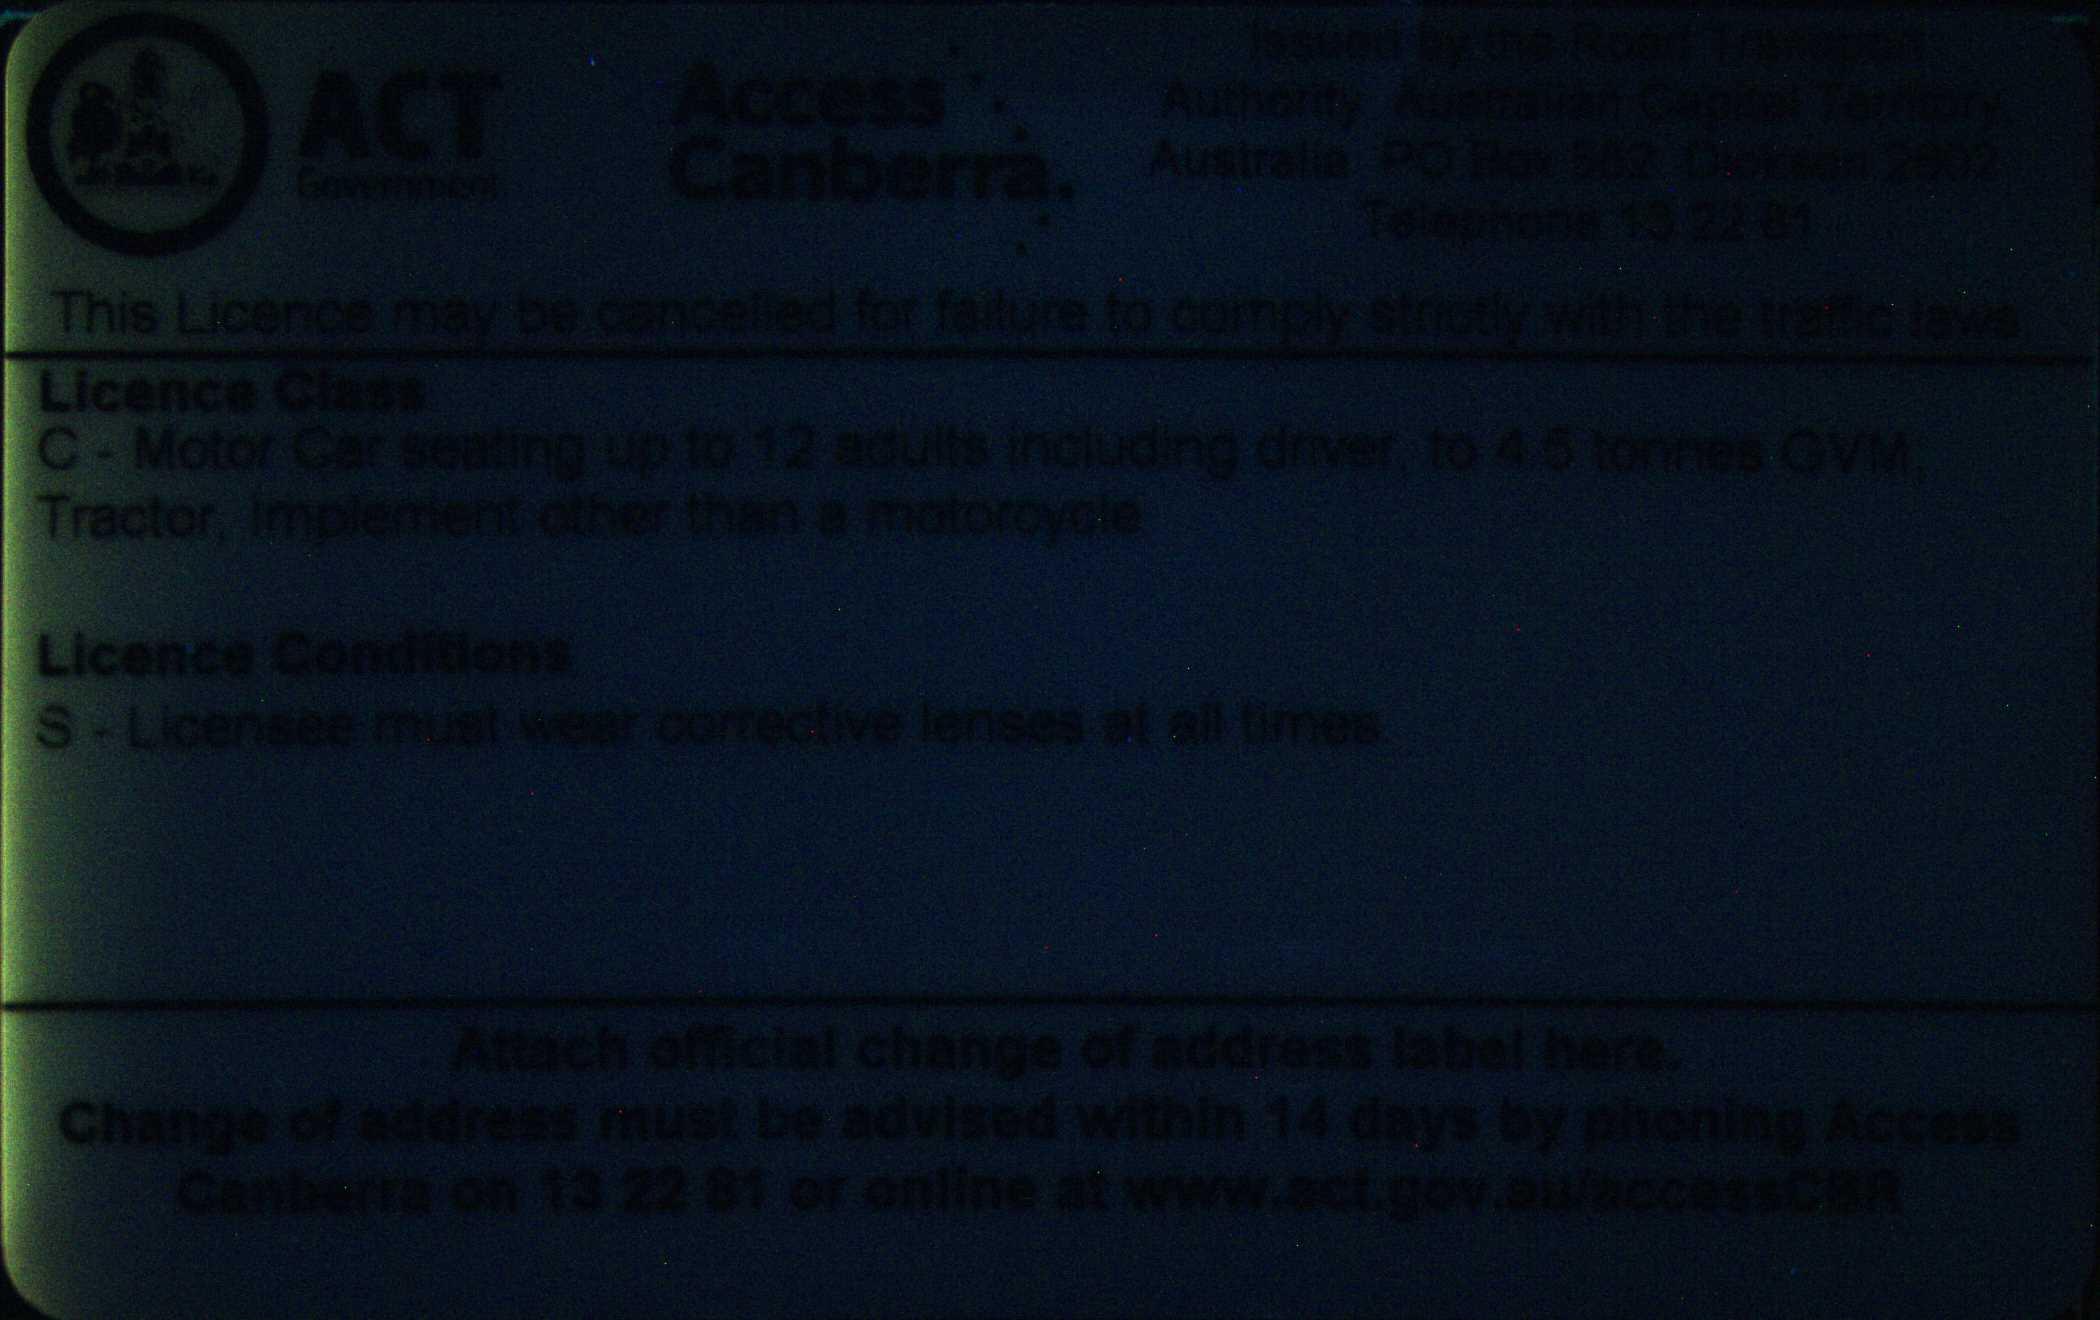 ACT
Government
Access
Canberra.
Issued by the Road Transport
Authority Australian Capital Territory,
Australia PO Box 582 Dickson 2602
Telephone 13 22 81
This Licence may be cancelled for failure to comply strictly with the traffic laws
Licence Class
C - Motor Car seating up to 12 adults including driver, to 4.5 tonnes GVM,
Tractor, Implement other than a motorcycle
Licence Conditions
S - Licensee must wear corrective lenses at all times.
Attach official change of address label here.
Change of address must be advised within 14 days by phoning Access
Canberra on 13 22 81 or online at www.act.gov.au/accessCBR